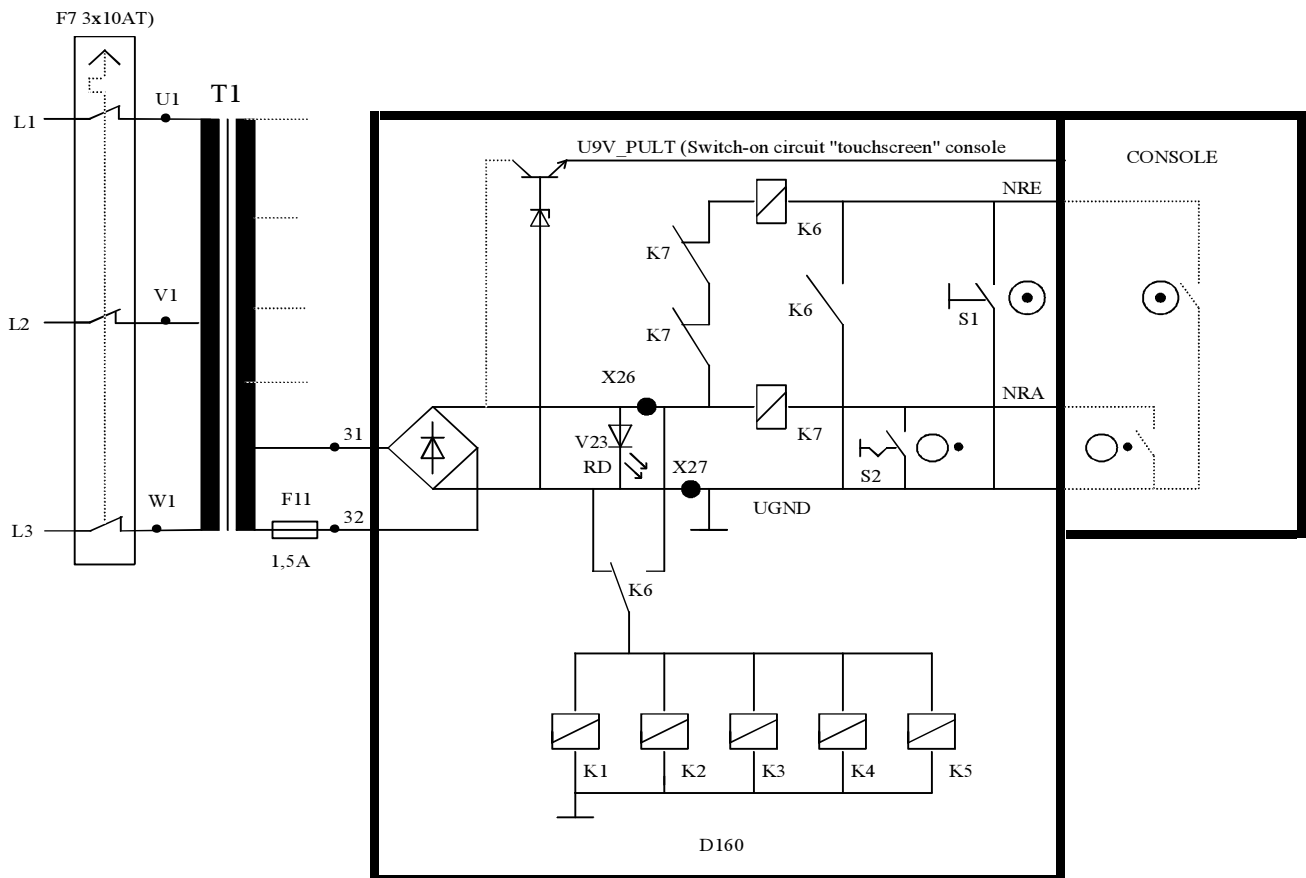 F7 3x10AT)
U1
T1
L1
U9V_PULT (Switch-on circuit "touchscreen" console
CONSOLE
NRE
K6
K7
V1
K6
S1
L2
K7
X26
NRA
31
V23
K7
RD
X27
S2
W1
F11
32
UGND
L3
1,5A
K6
K1
K2
K3
K4
K5
D160